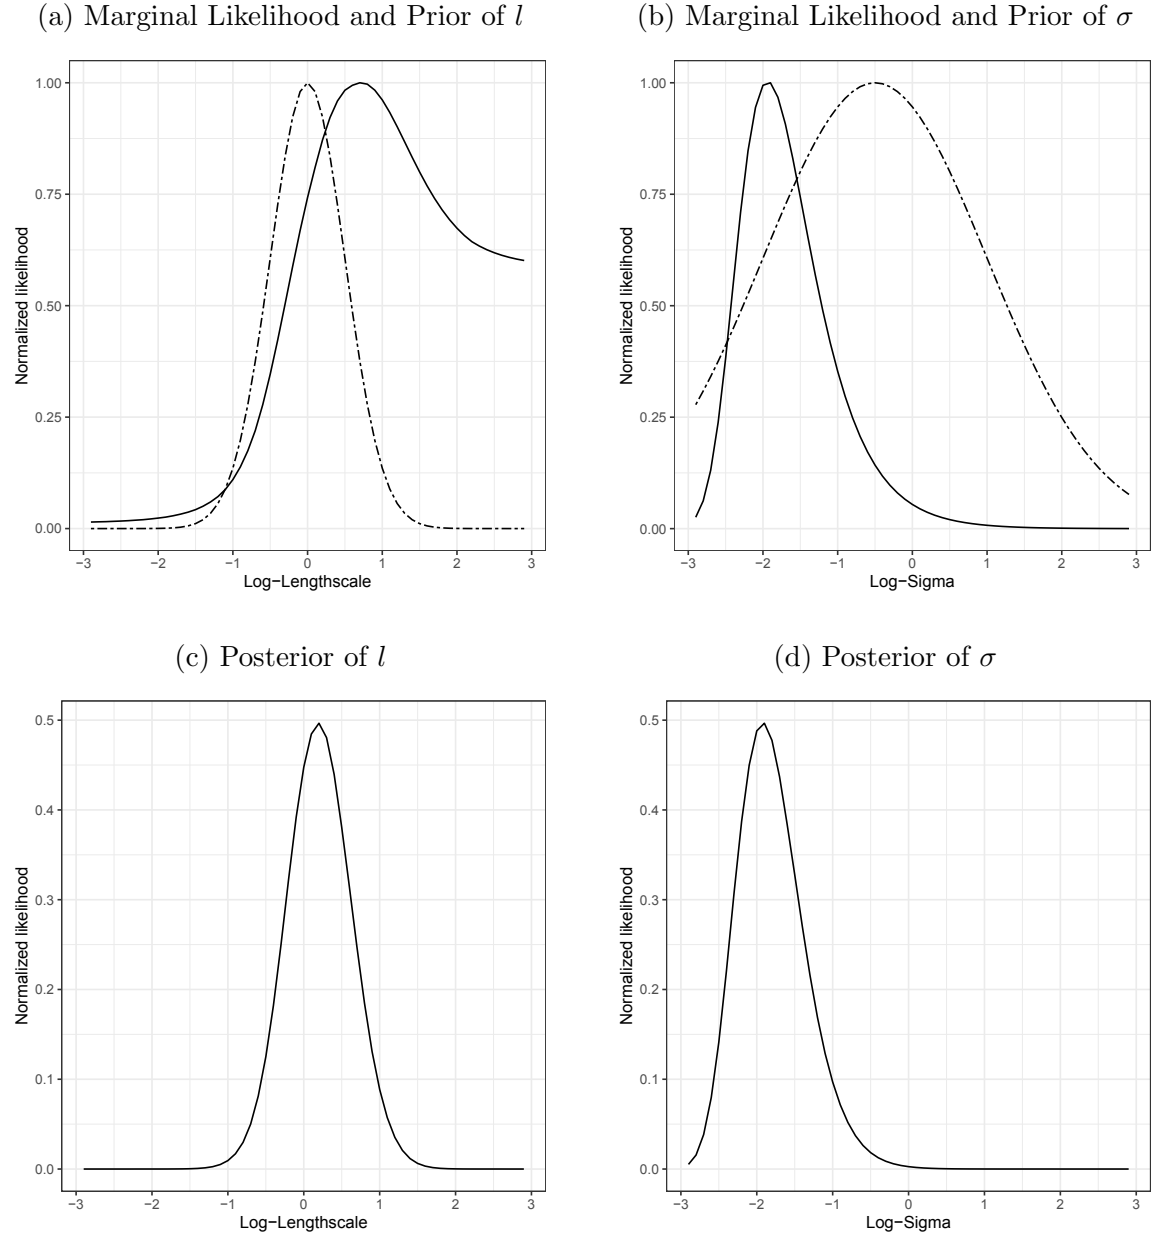 (a) Marginal Likelihood and Prior of l
(b) Marginal Likelihood and Prior of σ
Normalized likelihood
1.00
0.75
0.50
0.25
0.00
−3 −2 −1 0 1 2 3
Log−Lengthscale
Normalized likelihood
1.00
0.75
0.50
0.25
0.00
−3 −2 −1 0 1 2 3
Log−Sigma
(c) Posterior of l
(d) Posterior of σ
Normalized likelihood
0.5
0.4
0.3
0.2
0.1
0.0
−3 −2 −1 0 1 2 3
Log−Lengthscale
Normalized likelihood
0.5
0.4
0.3
0.2
0.1
0.0
−3 −2 −1 0 1 2 3
Log−Sigma